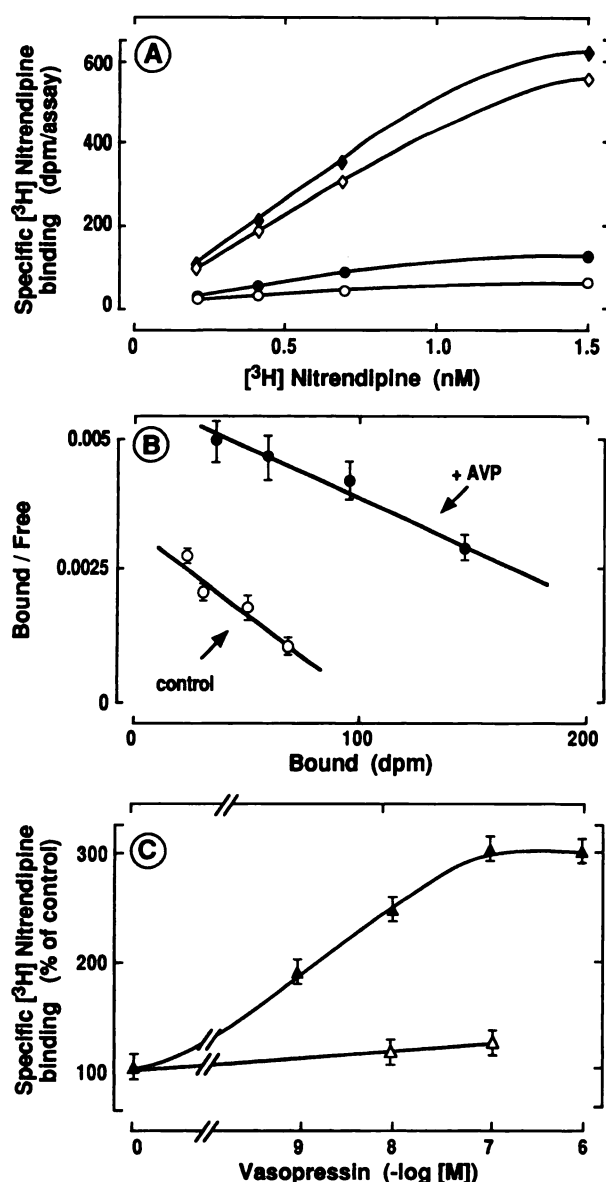 A
Specific [³H] Nitrendipine
binding (dpm/assay)
600
400
200
0
0 0.5 1.0 1.5
[³H] Nitrendipine (nM)
B
Bound / Free
0.005
0.0025
0
+ AVP
control
0 100 200
Bound (dpm)
C
Specific [³H] Nitrendipine
binding (% of control)
300
200
100
0 9 8 7 6
Vasopressin (-log [M])